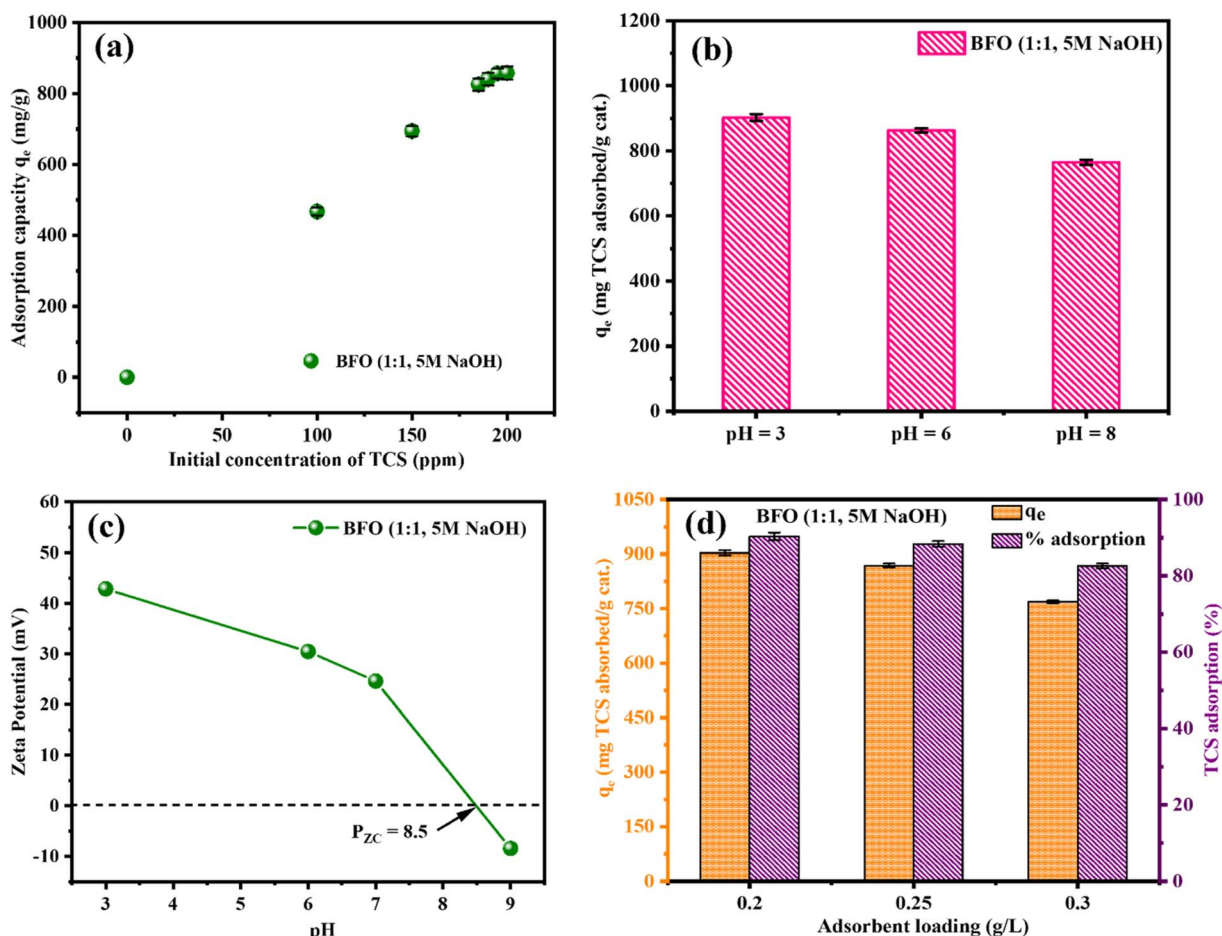 (a)
Adsorption capacity qe (mg/g)
1000
800
600
400
200
0
BFO (1:1, 5M NaOH)
0
50
100
150
200
Initial concentration of TCS (ppm)
(b)
qe (mg TCS adsorbed/g cat.)
1200
1000
800
600
400
200
0
BFO (1:1, 5M NaOH)
pH = 3
pH = 6
pH = 8
(c)
Zeta Potential (mV)
60
50
40
30
20
10
0
-10
BFO (1:1, 5M NaOH)
PZC = 8.5
3
4
5
6
7
8
9
pH
(d)
qe (mg TCS absorbed/g cat.)
1050
900
750
600
450
300
150
0
BFO (1:1, 5M NaOH)
qe
% adsorption
100
80
60
40
20
0
TCS adsorption (%)
0.2
0.25
0.3
Adsorbent loading (g/L)